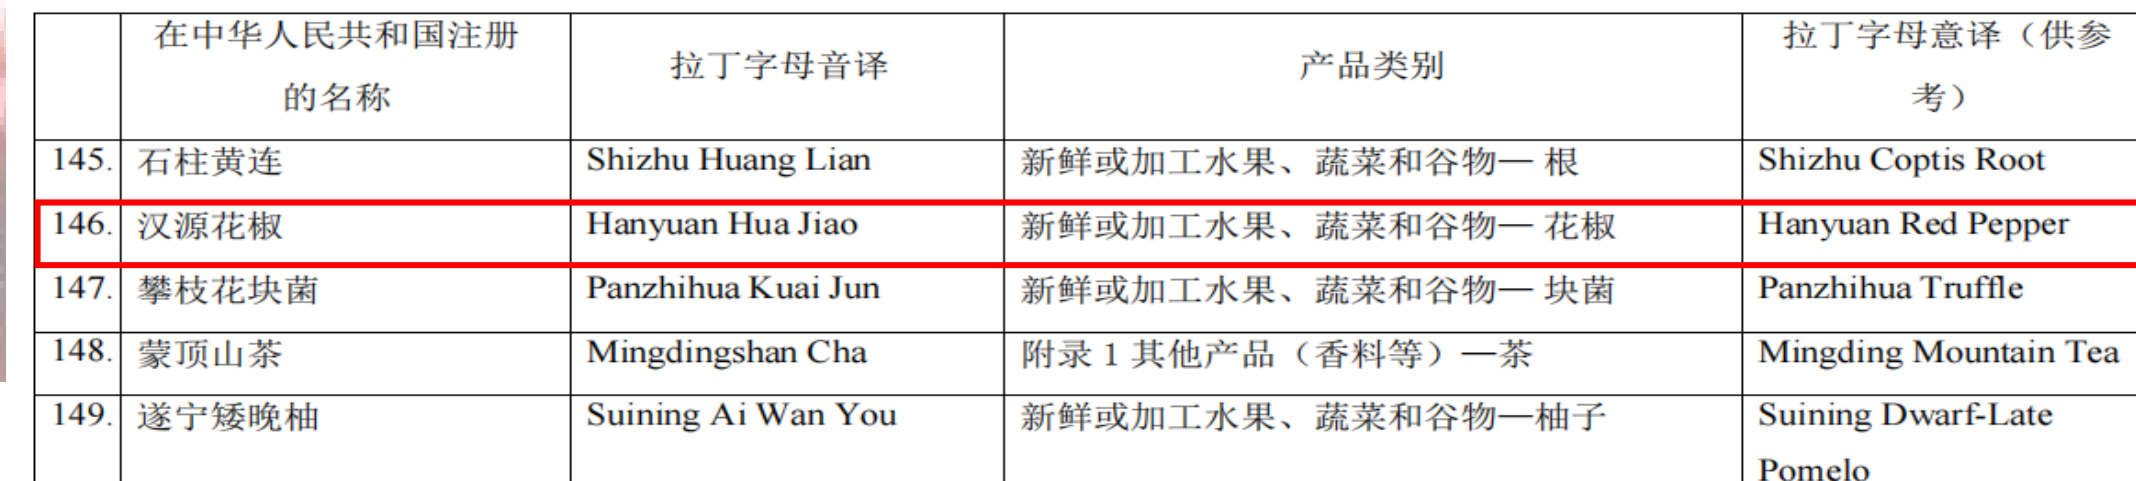 在中华人民共和国注册
的名称
拉丁字母音译
产品类别
拉丁字母意译（供参
考）
145. 石柱黄连 Shizhu Huang Lian 新鲜或加工水果、蔬菜和谷物— 根 Shizhu Coptis Root
146. 汉源花椒 Hanyuan Hua Jiao 新鲜或加工水果、蔬菜和谷物— 花椒 Hanyuan Red Pepper
147. 攀枝花块菌 Panzhihua Kuai Jun 新鲜或加工水果、蔬菜和谷物— 块菌 Panzhihua Truffle
148. 蒙顶山茶 Mingdingshan Cha 附录 1 其他产品（香料等）—茶 Mingding Mountain Tea
149. 遂宁矮晚柚 Suining Ai Wan You 新鲜或加工水果、蔬菜和谷物—柚子 Suining Dwarf-Late
Pomelo